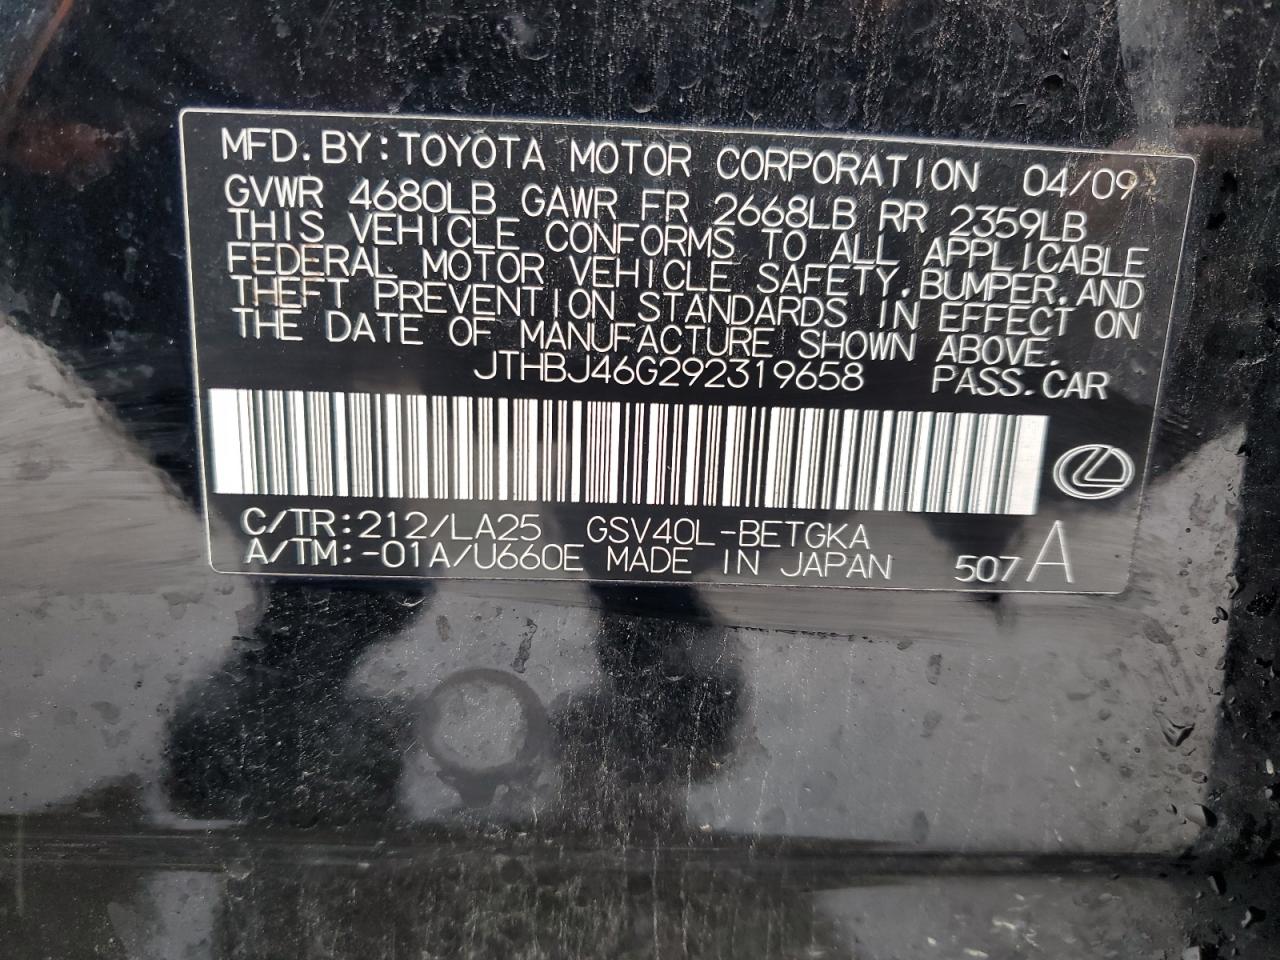 MFD.BY:TOYOTA MOTOR CORPORATION 04/09
GVWR 4680LB GAWR FR 2668LB RR 2359LB
THIS VEHICLE CONFORMS TO ALL APPLICABLE
FEDERAL MOTOR VEHICLE SAFETY,BUMPER,AND
THEFT PREVENTION STANDARDS IN EFFECT ON
THE DATE OF MANUFACTURE SHOWN ABOVE.
JTHBJ46G292319658 PASS.CAR
C/TR:212/LA25 GSV40L-BETGKA
A/TM:-01A/U660E MADE IN JAPAN 507 A